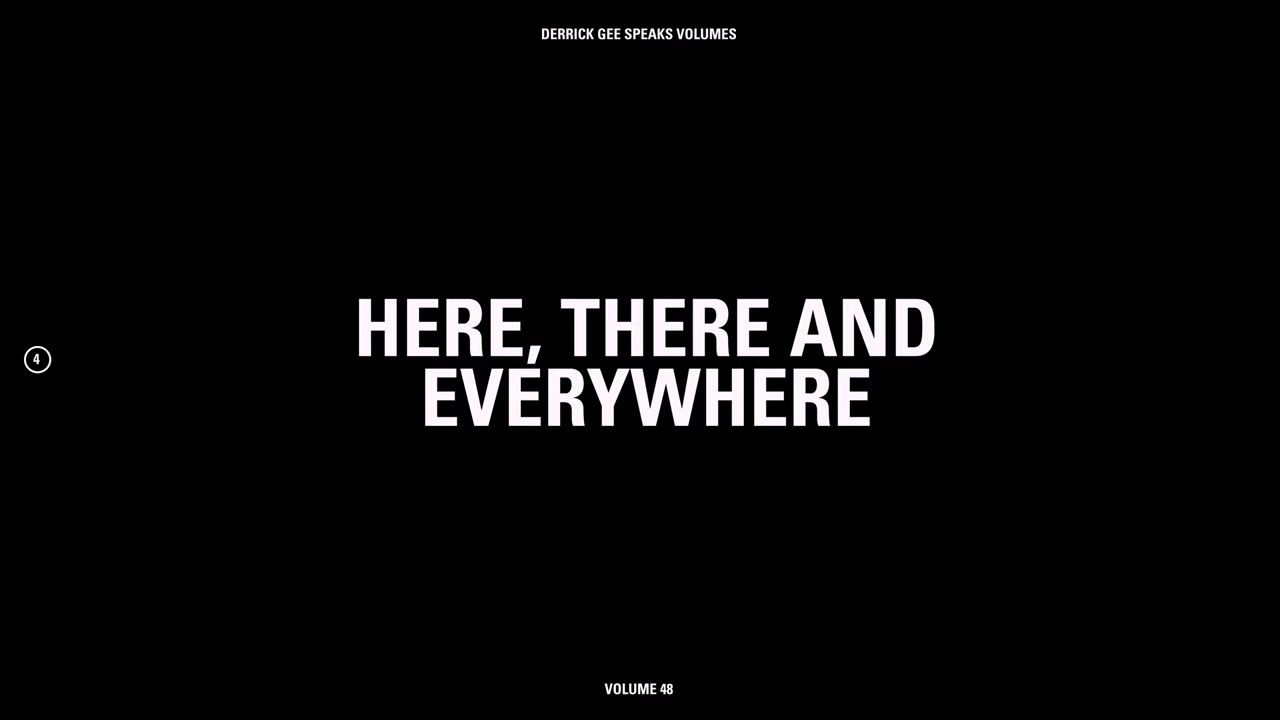 DERRICK GEE SPEAKS VOLUMES
HERE, THERE AND
EVERYWHERE
4
VOLUME 48